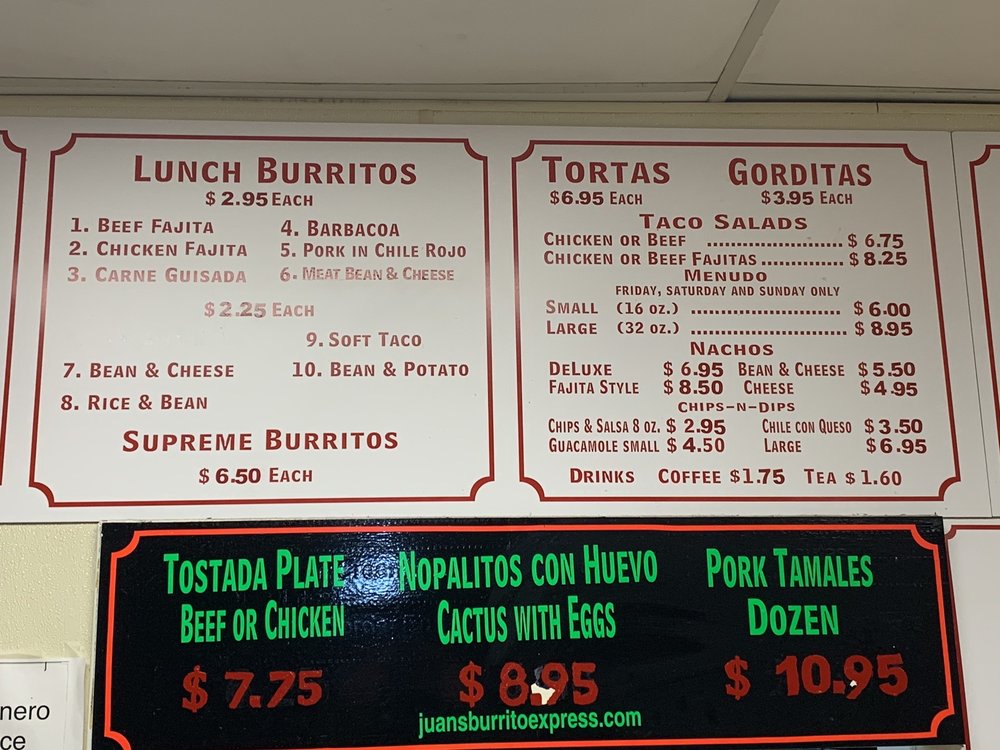 LUNCH BURRITOS
$ 2.95 EACH
1. BEEF FAJITA 4. BARBACOA
2. CHICKEN FAJITA 5. PORK IN CHILE ROJO
3. CARNE GUISADA 6- MEAT BEAN & CHEESE
$ 2.25 EACH
9. SOFT TACO
7. BEAN & CHEESE 10. BEAN & POTATO
8. RICE & BEAN
SUPREME BURRITOS
$ 6.50 EACH
TORTAS GORDITAS
$6.95 EACH $3.95 EACH
TACO SALADS
CHICKEN OR BEEF ........................ $ 6.75
CHICKEN OR BEEF FAJITAS ............... $ 8.25
MENUDO
FRIDAY, SATURDAY AND SUNDAY ONLY
SMALL (16 OZ.) ........................... $ 6.00
LARGE (32 OZ.) ............................ $ 8.95
NACHOS
DELUXE $ 6.95 BEAN & CHEESE $ 5.50
FAJITA STYLE $ 8.50 CHEESE $ 4.95
CHIPS-N-DIPS
CHIPS & SALSA 8 OZ. $ 2.95 CHILE CON QUESO $ 3.50
GUACAMOLE SMALL $ 4.50 LARGE $ 6.95
DRINKS COFFEE $1.75 TEA $ 1.60
TOSTADA PLATE NOPALITOS CON HUEVO PORK TAMALES
BEEF OR CHICKEN CACTUS WITH EGGS DOZEN
$ 7.75 $ 8.95 $ 10.95
juansburritoexpress.com
nero
ce